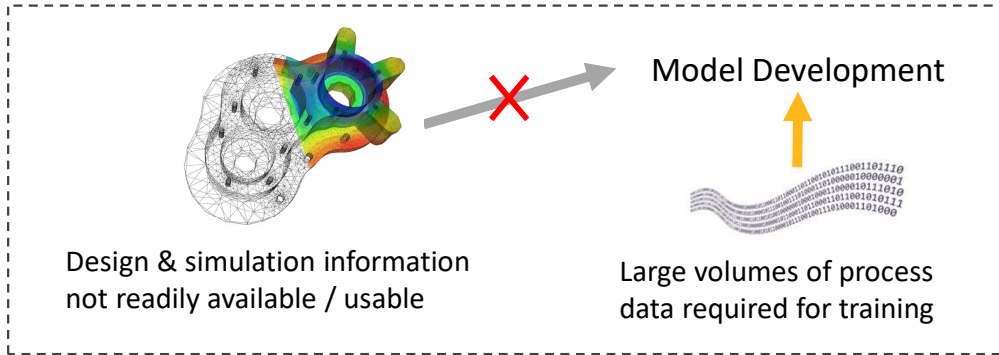 Model Development
Design & simulation information
not readily available / usable
Large volumes of process
data required for training